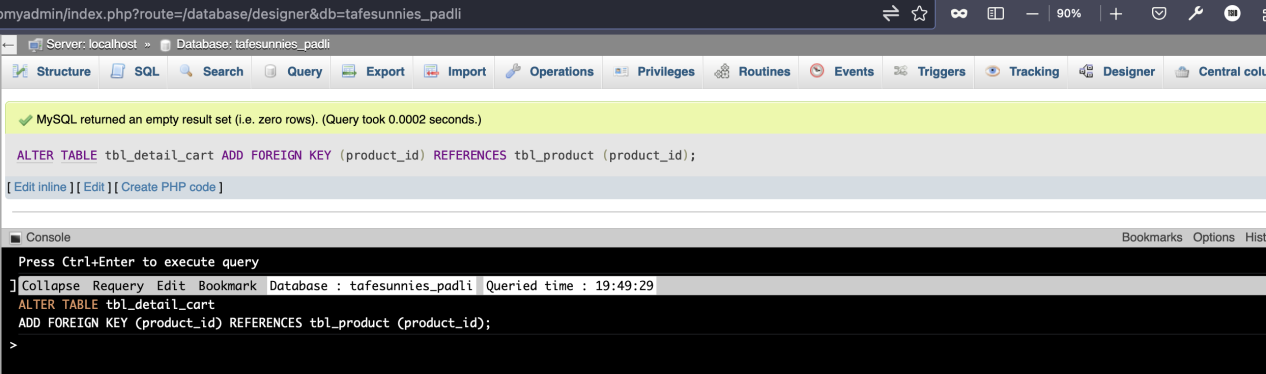 omyadmin/index.php?route=/database/designer&db=tafesunnies_padli 90%
Server: localhost » Database: tafesunnies_padli
Structure SQL Search Query Export Import Operations Privileges Routines Events Triggers Tracking Designer Central colu
MySQL returned an empty result set (i.e. zero rows). (Query took 0.0002 seconds.)
ALTER TABLE tbl_detail_cart ADD FOREIGN KEY (product_id) REFERENCES tbl_product (product_id);
[ Edit inline ] [ Edit ] [ Create PHP code ]
Console Bookmarks Options Hist
Press Ctrl+Enter to execute query
] Collapse Requery Edit Bookmark Database : tafesunnies_padli Queried time : 19:49:29
ALTER TABLE tbl_detail_cart
ADD FOREIGN KEY (product_id) REFERENCES tbl_product (product_id);
>